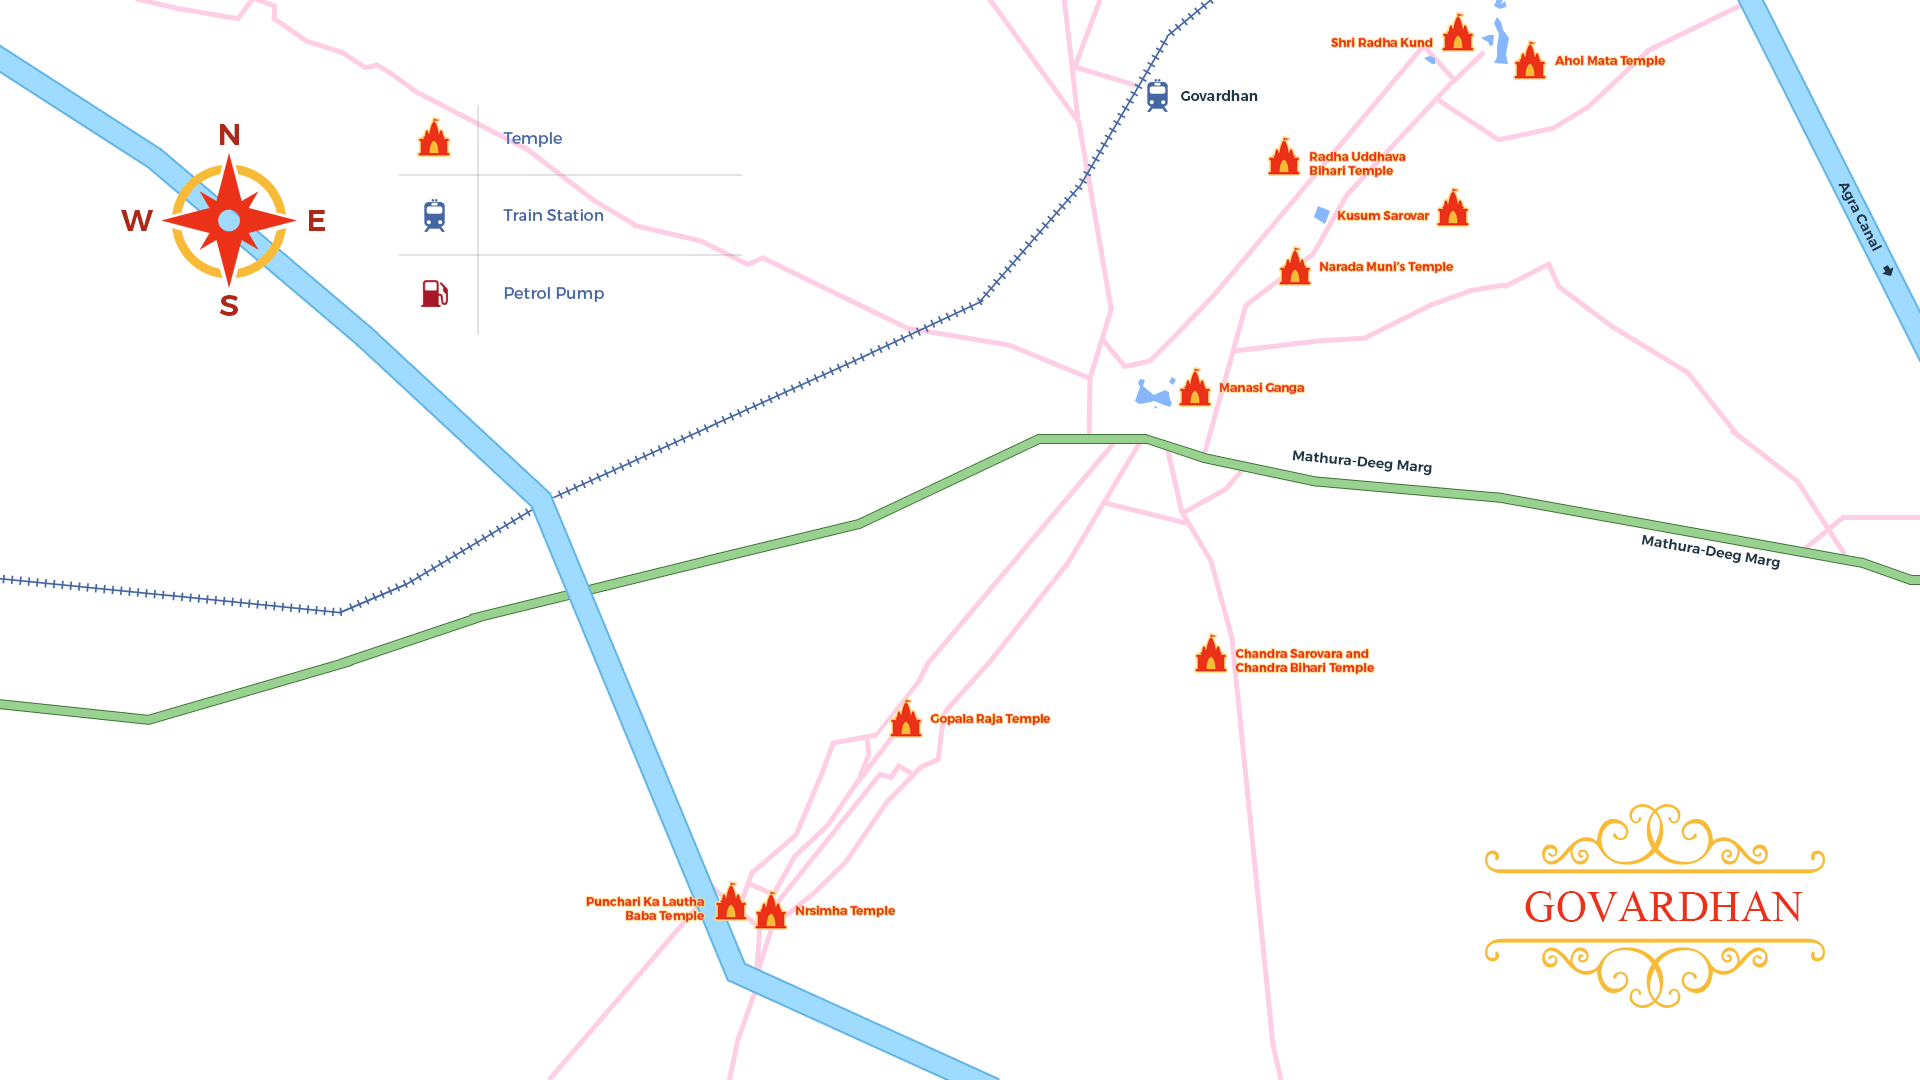 N
W
E
S
Temple
Train Station
Petrol Pump
Govardhan
Shri Radha Kund
Ahoi Mata Temple
Radha Uddhava
Bihari Temple
Kusum Sarovar
Narada Muni's Temple
Agra Canal
Manasi Ganga
Mathura-Deeg Marg
Mathura-Deeg Marg
Chandra Sarovara and
Chandra Bihari Temple
Gopala Raja Temple
Punchari Ka Lautha
Baba Temple
Nrsimha Temple
GOVARDHAN